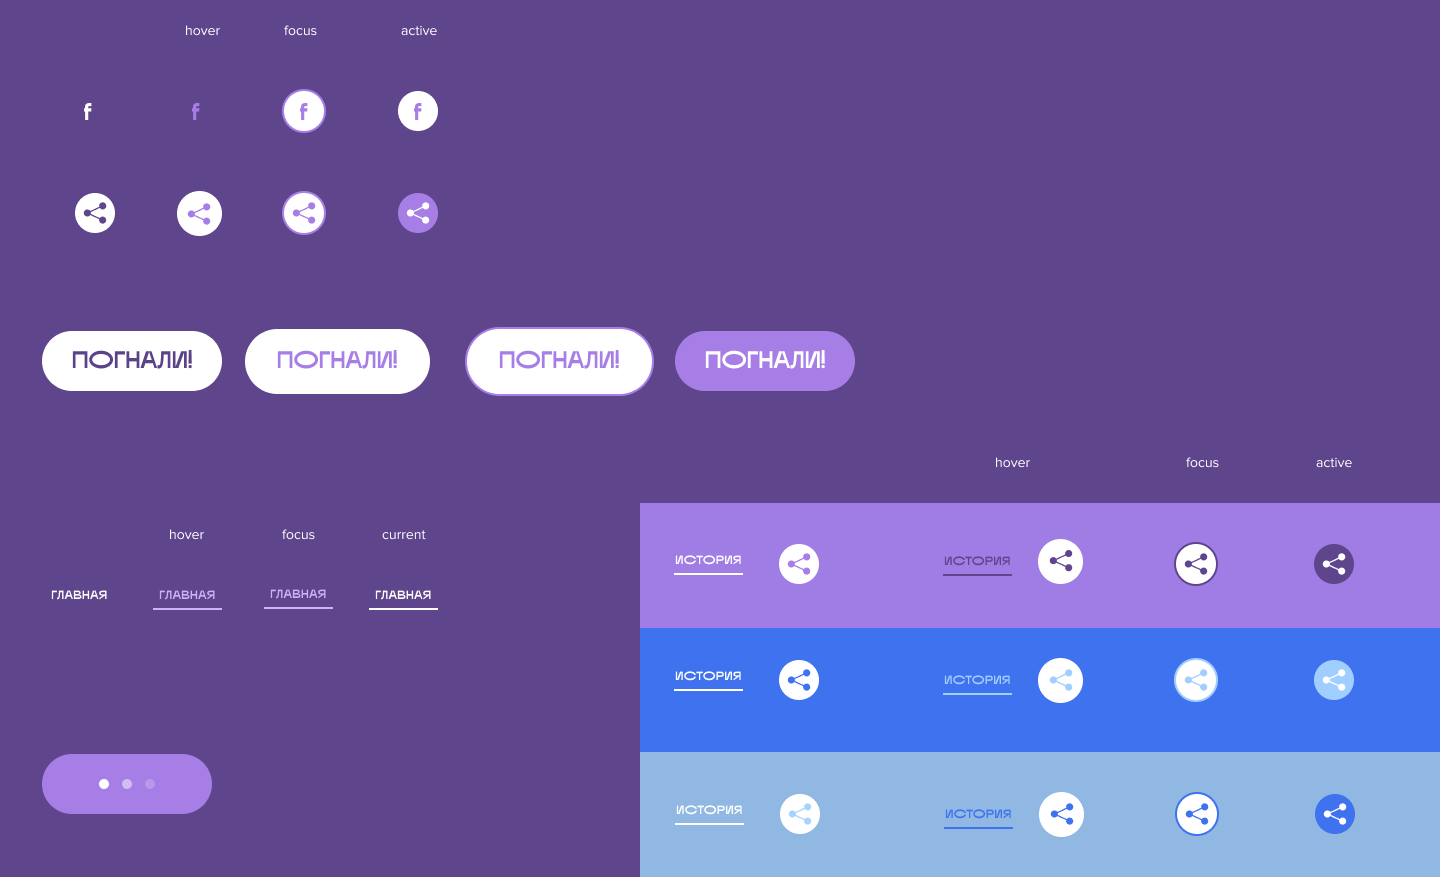 hover focus active
f f f f
ПОГНАЛИ! ПОГНАЛИ! ПОГНАЛИ! ПОГНАЛИ!
hover focus active
hover focus current
ГЛАВНАЯ ГЛАВНАЯ ГЛАВНАЯ ГЛАВНАЯ
ИСТОРИЯ ИСТОРИЯ
ИСТОРИЯ ИСТОРИЯ
ИСТОРИЯ ИСТОРИЯ